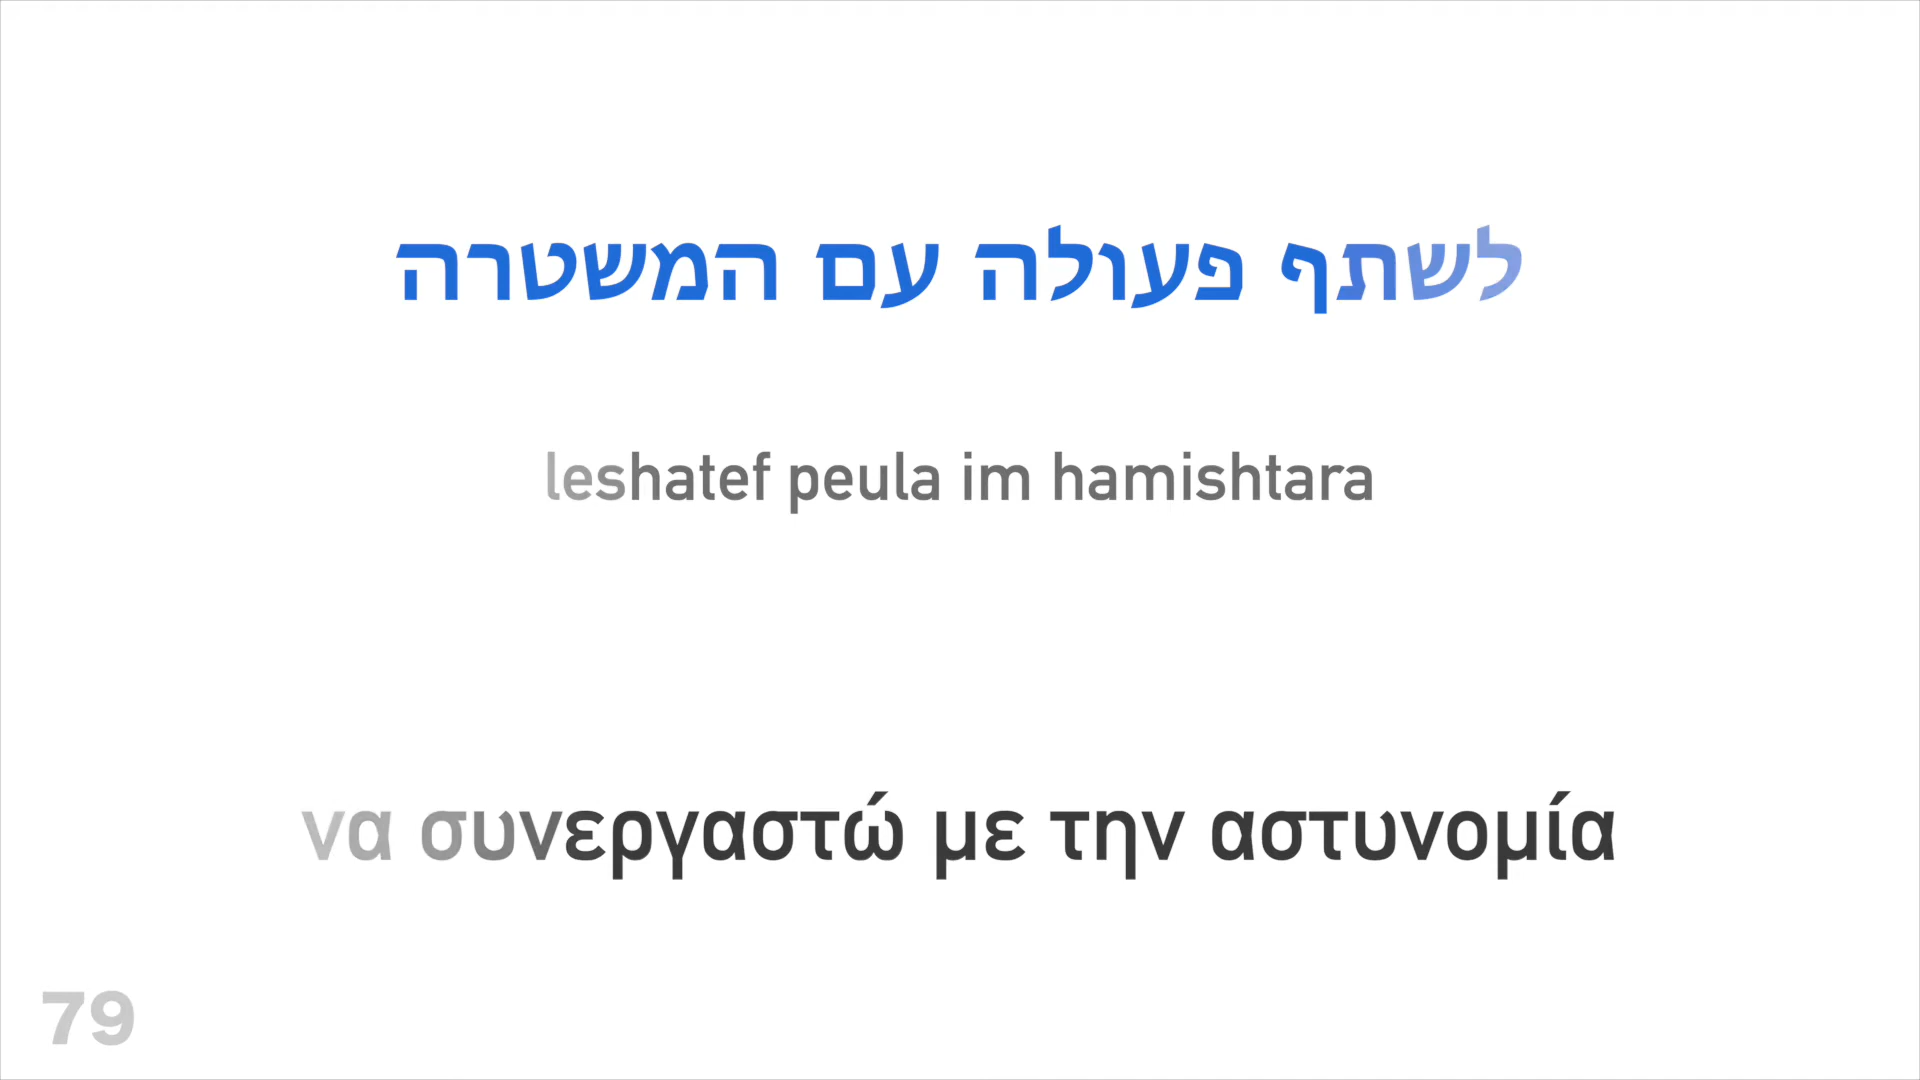 לשתף פעולה עם המשטרה
leshatef peula im hamishtara
να συνεργαστώ με την αστυνομία
79